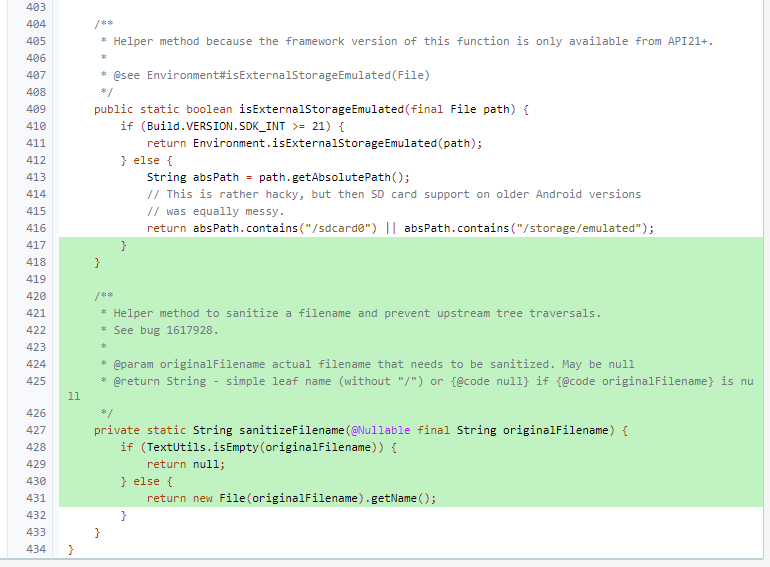 403
404 /**
405 * Helper method because the framework version of this function is only available from API21+.
406 *
407 * @see Environment#isExternalStorageEmulated(File)
408 */
409 public static boolean isExternalStorageEmulated(final File path) {
410 if (Build.VERSION.SDK_INT >= 21) {
411 return Environment.isExternalStorageEmulated(path);
412 } else {
413 String absPath = path.getAbsolutePath();
414 // This is rather hacky, but then SD card support on older Android versions
415 // was equally messy.
416 return absPath.contains("/sdcard0") || absPath.contains("/storage/emulated");
417 }
418 }
419
420 /**
421 * Helper method to sanitize a filename and prevent upstream tree traversals.
422 * See bug 1617928.
423 *
424 * @param originalFilename actual filename that needs to be sanitized. May be null
425 * @return String - simple leaf name (without "/") or {@code null} if {@code originalFilename} is nu
ll
426 */
427 private static String sanitizeFilename(@Nullable final String originalFilename) {
428 if (TextUtils.isEmpty(originalFilename)) {
429 return null;
430 } else {
431 return new File(originalFilename).getName();
432 }
433 }
434 }